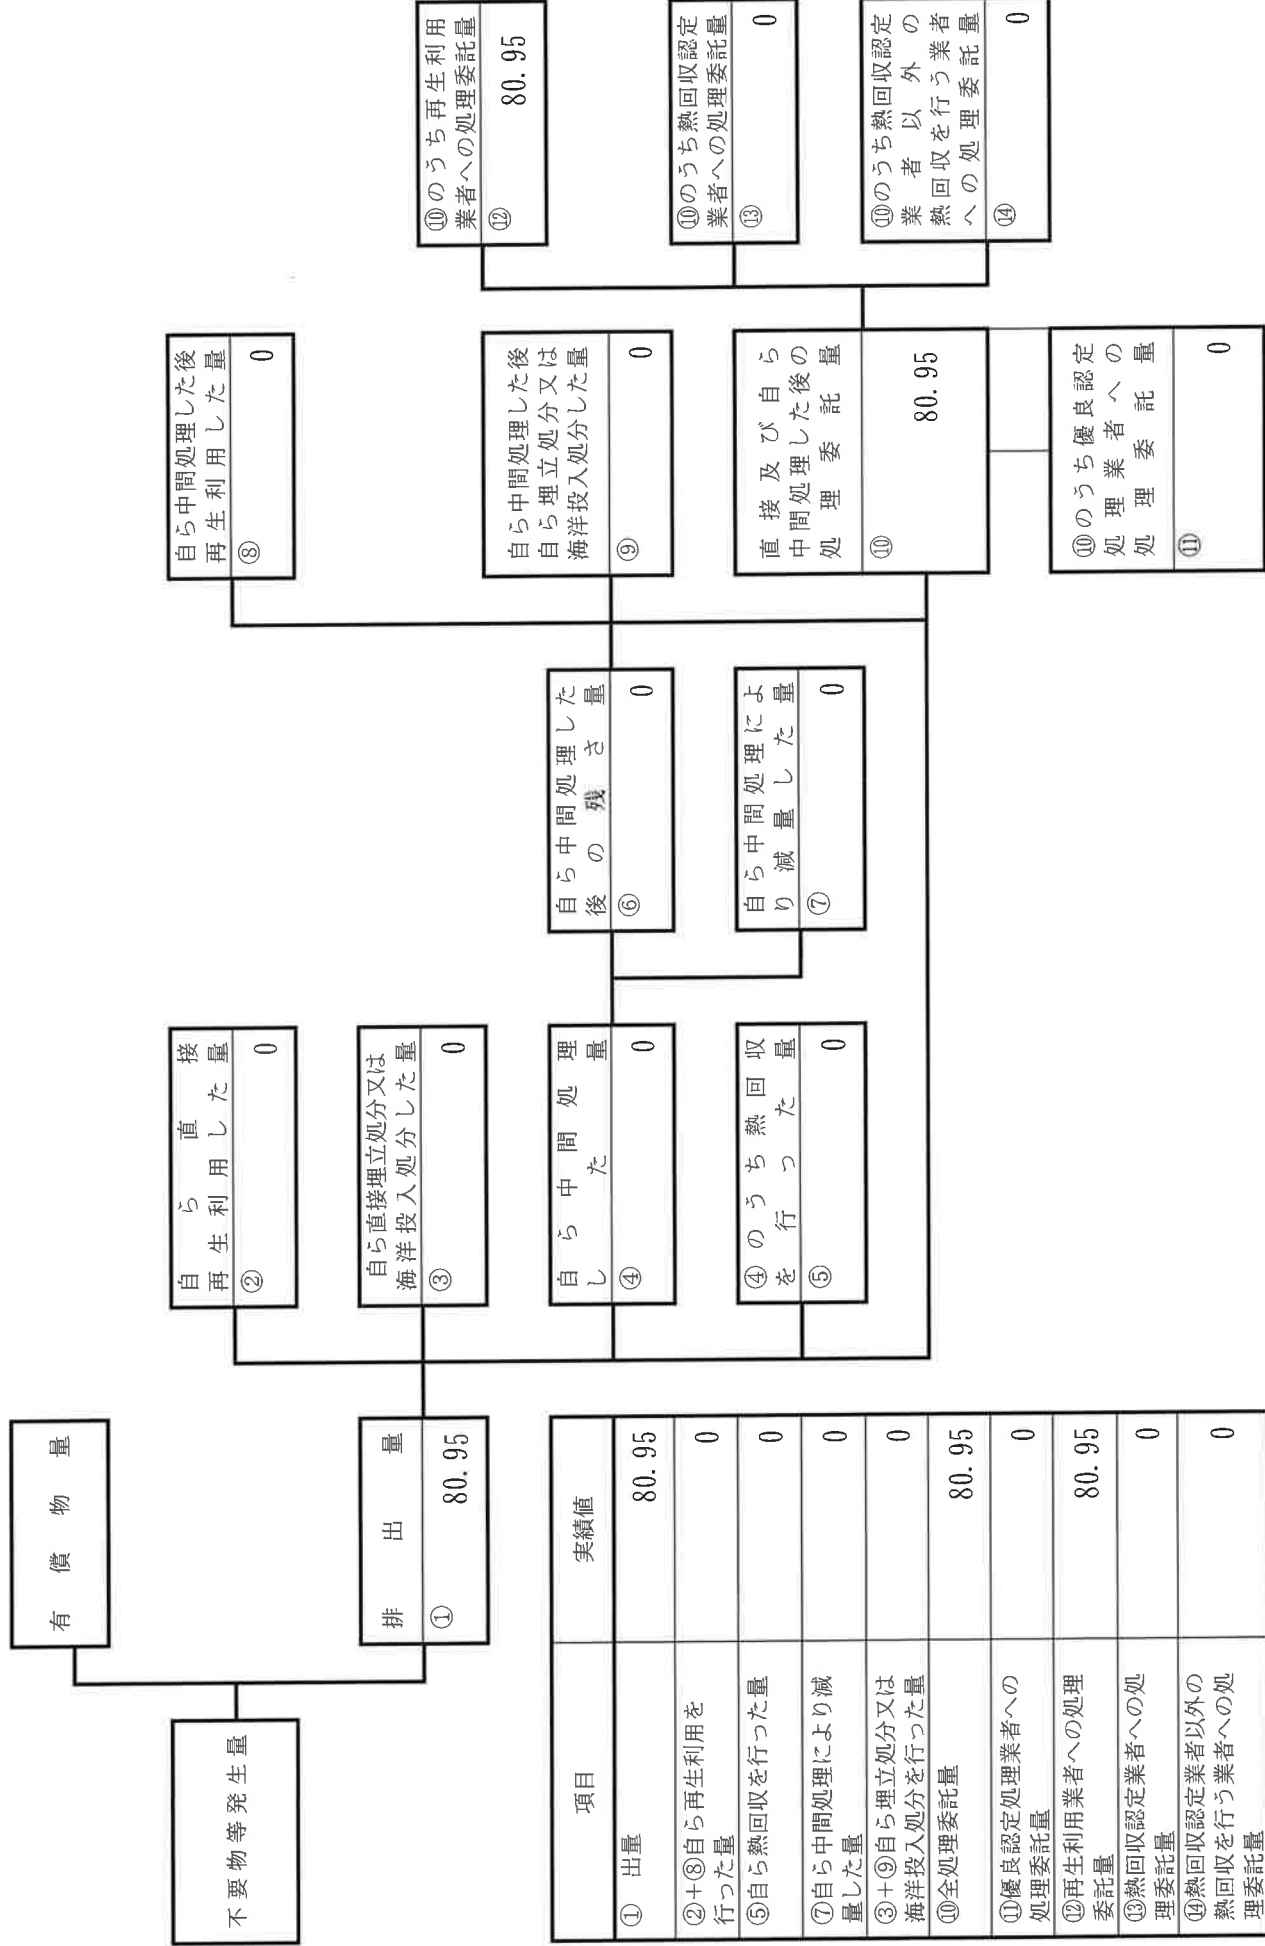 不要物等発生量
有償物量
排出量
① 80.95
自ら直接
再生利用した量
② 0
自ら直接埋立処分又は
海洋投入処分した量
③ 0
自ら中間処理
した量
④ 0
④のうち熱回収
を行った量
⑤ 0
自ら中間処理した
後の残さ量
⑥ 0
自ら中間処理によ
り減量した量
⑦ 0
自ら中間処理した後
再生利用した量
⑧ 0
自ら中間処理した後
自ら埋立処分又は
海洋投入処分した量
⑨ 0
直接及び自ら
中間処理した後の
処理委託量
⑩ 80.95
⑩のうち優良認定
処理業者への
処理委託量
⑪ 0
⑩のうち再生利用
業者への処理委託量
⑫ 80.95
⑩のうち熱回収認定
業者への処理委託量
⑬ 0
⑩のうち熱回収認定
業者以外の
熱回収を行う業者
への処理委託量
⑭ 0
項目 実績値
① 出量 80.95
②+⑧自ら再生利用を
行った量 0
⑤自ら熱回収を行った量 0
⑦自ら中間処理により減
量した量 0
③+⑨自ら埋立処分又は
海洋投入処分を行った量 0
⑩全処理委託量 80.95
⑪優良認定処理業者への
処理委託量 0
⑫再生利用業者への処理
委託量 80.95
⑬熱回収認定業者への処
理委託量 0
⑭熱回収認定業者以外の
熱回収を行う業者への処
理委託量 0